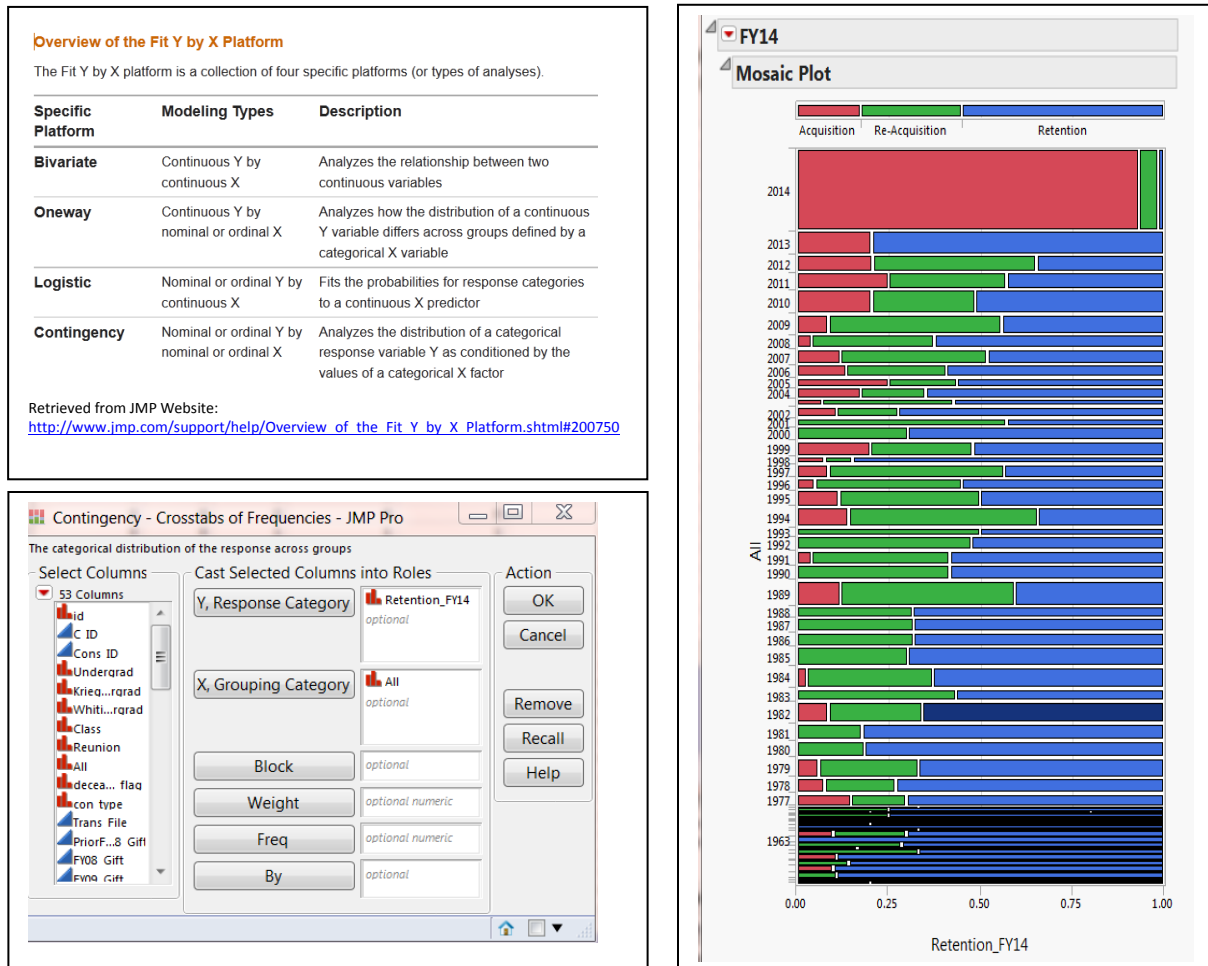 Overview of the Fit Y by X Platform
The Fit Y by X platform is a collection of four specific platforms (or types of analyses).
Specific Platform Modeling Types Description
Bivariate Continuous Y by continuous X Analyzes the relationship between two continuous variables
Oneway Continuous Y by nominal or ordinal X Analyzes how the distribution of a continuous Y variable differs across groups defined by a categorical X variable
Logistic Nominal or ordinal Y by continuous X Fits the probabilities for response categories to a continuous X predictor
Contingency Nominal or ordinal Y by nominal or ordinal X Analyzes the distribution of a categorical response variable Y as conditioned by the values of a categorical X factor
Retrieved from JMP Website:
http://www.jmp.com/support/help/Overview_of_the_Fit_Y_by_X_Platform.shtml#200750
Contingency - Crosstabs of Frequencies - JMP Pro
The categorical distribution of the response across groups
Select Columns
53 Columns
id
C ID
Cons ID
Undergrad
Krieg...rgrad
Whiti...rgrad
Class
Reunion
All
decea... flag
con type
Trans File
PriorF...8 Gift
FY08 Gift
FY09 Gift
Cast Selected Columns into Roles
Y, Response Category
Retention_FY14
optional
X, Grouping Category
All
optional
Block
optional
Weight
optional numeric
Freq
optional numeric
By
optional
Action
OK
Cancel
Remove
Recall
Help
FY14
Mosaic Plot
Acquisition Re-Acquisition Retention
2014
2013
2012
2011
2010
2009
2008
2007
2006
2005
2004
2002
2001
2000
1999
1998
1997
1996
1995
1994
1993
1992
1991
1990
1989
1988
1987
1986
1985
1984
1983
1982
1981
1980
1979
1978
1977
1963
All
0.00 0.25 0.50 0.75 1.00
Retention_FY14